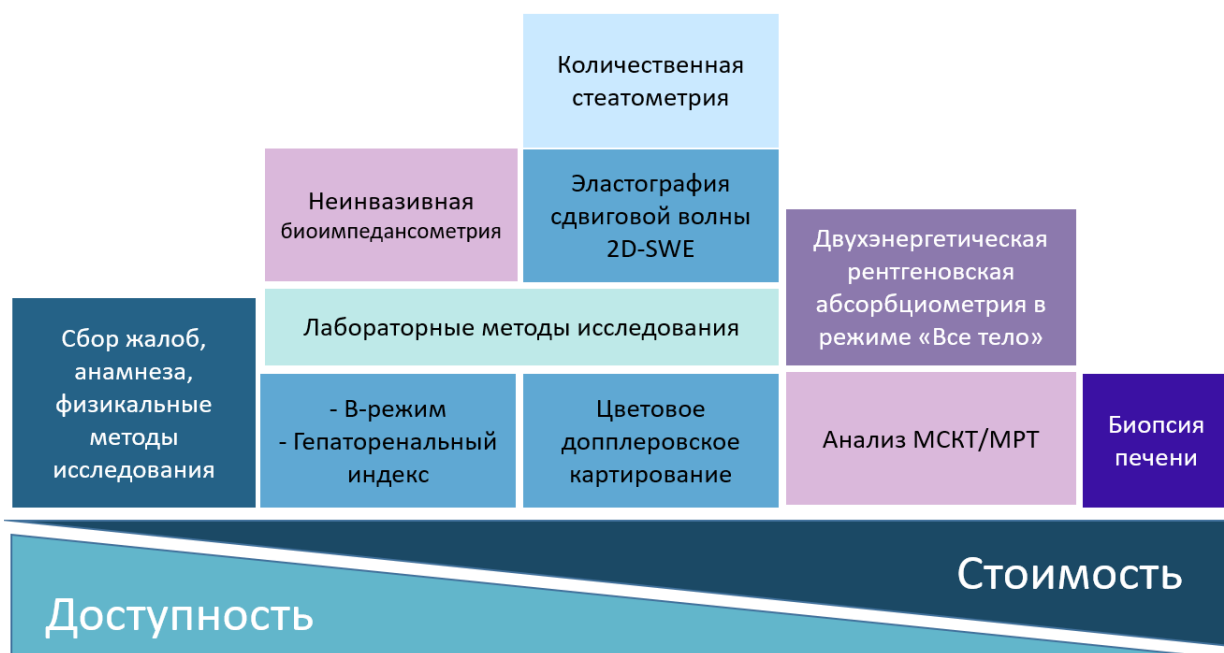 Количественная
стеатометрия
Неинвазивная
биоимпедансометрия
Эластография
сдвиговой волны
2D-SWE
Двухэнергетическая
рентгеновская
абсорбциометрия в
режиме «Все тело»
Сбор жалоб,
анамнеза,
физикальные
методы
исследования
Лабораторные методы исследования
- В-режим
- Гепаторенальный
индекс
Цветовое
допплеровское
картирование
Анализ МСКТ/МРТ
Биопсия
печени
Стоимость
Доступность